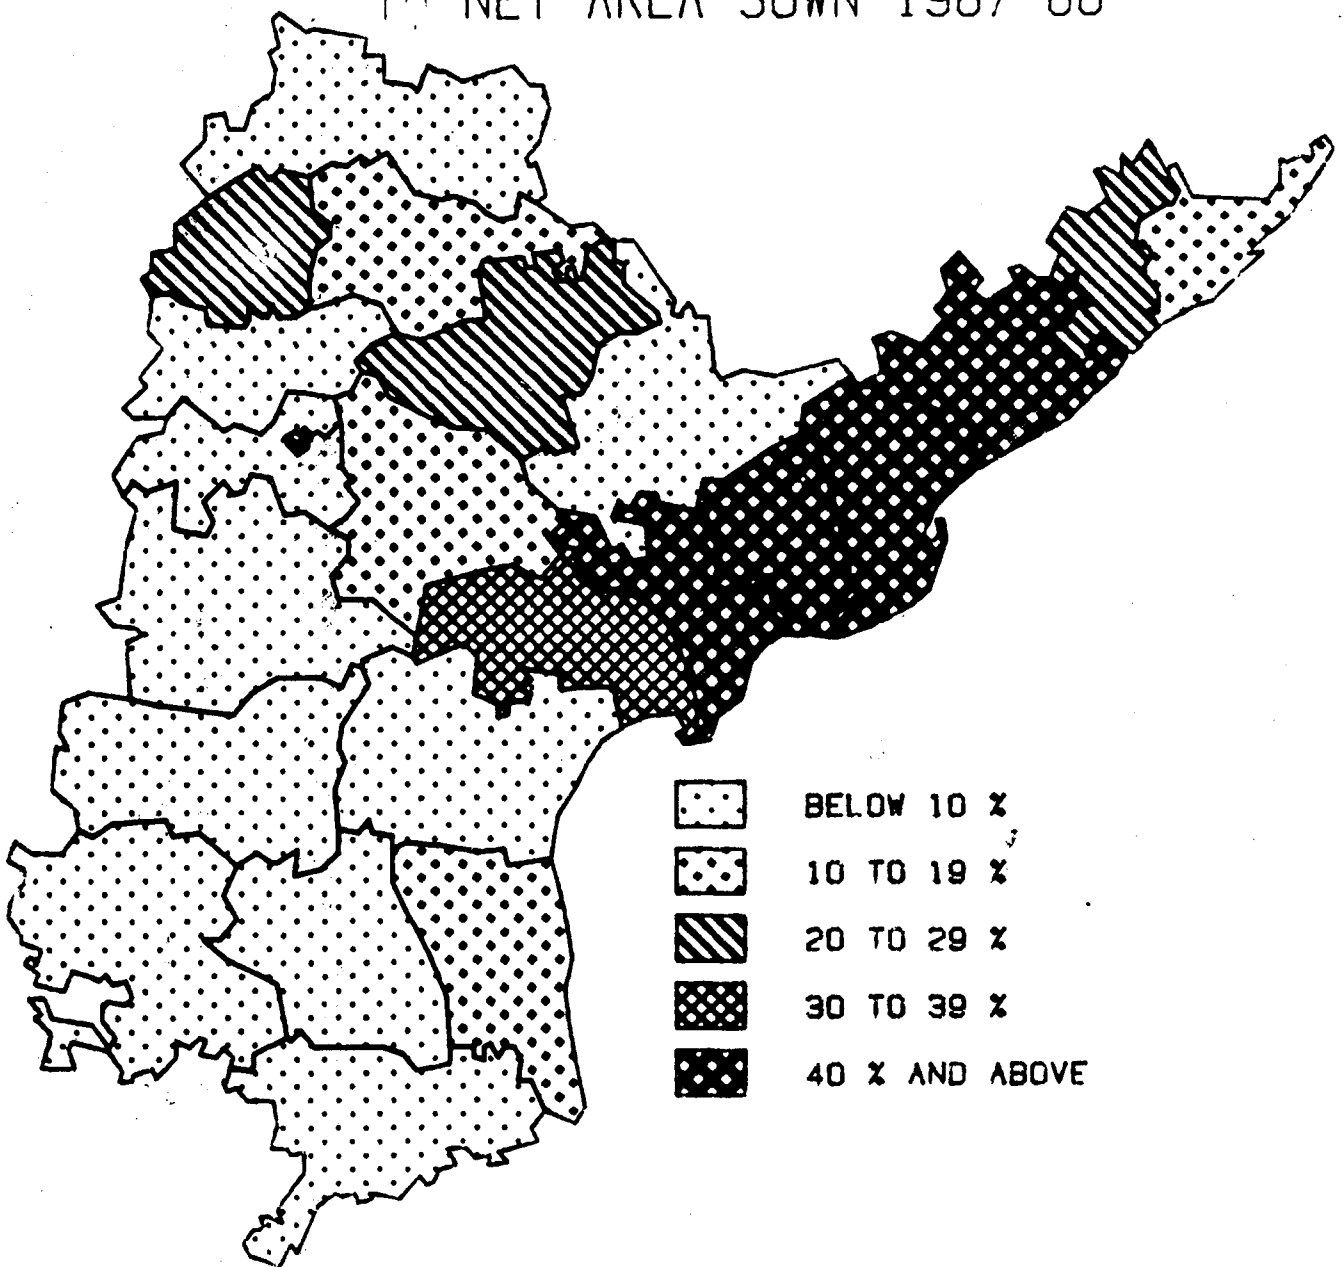 NET AREA SOWN 1987 88
BELOW 10 %
10 TO 19 %
20 TO 29 %
30 TO 39 %
40 % AND ABOVE